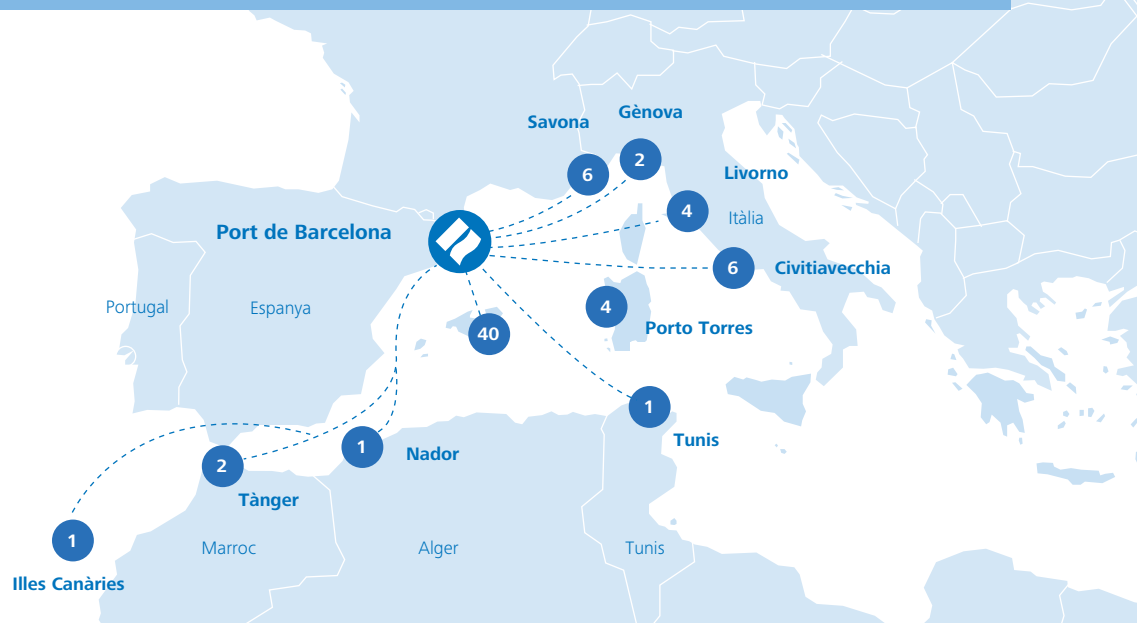 Gènova
Savona
2
6
Livorno
4
Itàlia
Port de Barcelona
6
Civitiavecchia
Portugal
Espanya
4
Porto Torres
40
1
Tunis
1
Nador
2
Tànger
1
Marroc
Alger
Tunis
Illes Canàries